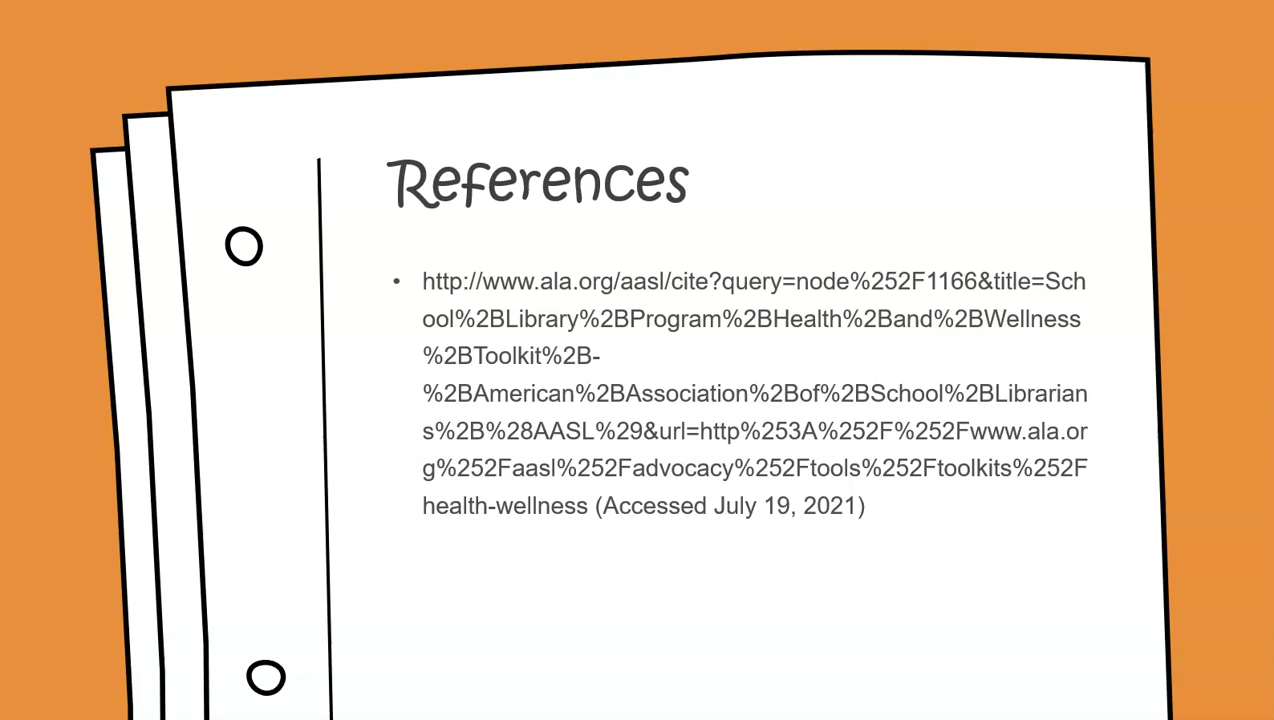 References
• http://www.ala.org/aasl/cite?query=node%252F1166&title=Sch
ool%2BLibrary%2BProgram%2BHealth%2Band%2BWellness
%2BToolkit%2B-
%2BAmerican%2BAssociation%2Bof%2BSchool%2BLibrarian
s%2B%28AASL%29&url=http%253A%252F%252Fwww.ala.or
g%252Faasl%252Fadvocacy%252Ftools%252Ftoolkits%252F
health-wellness (Accessed July 19, 2021)